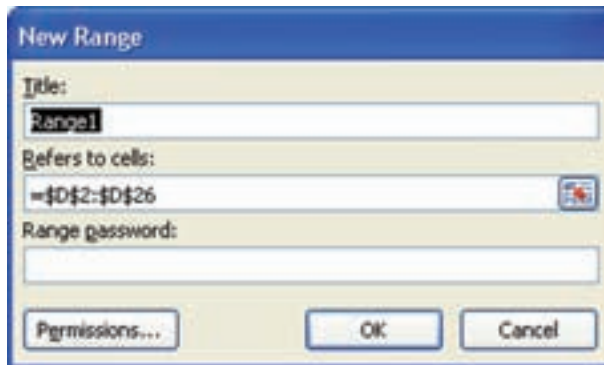 New Range
Title:
Range1
Refers to cells:
=$D$2:$D$26
Range password:
Permissions... OK Cancel